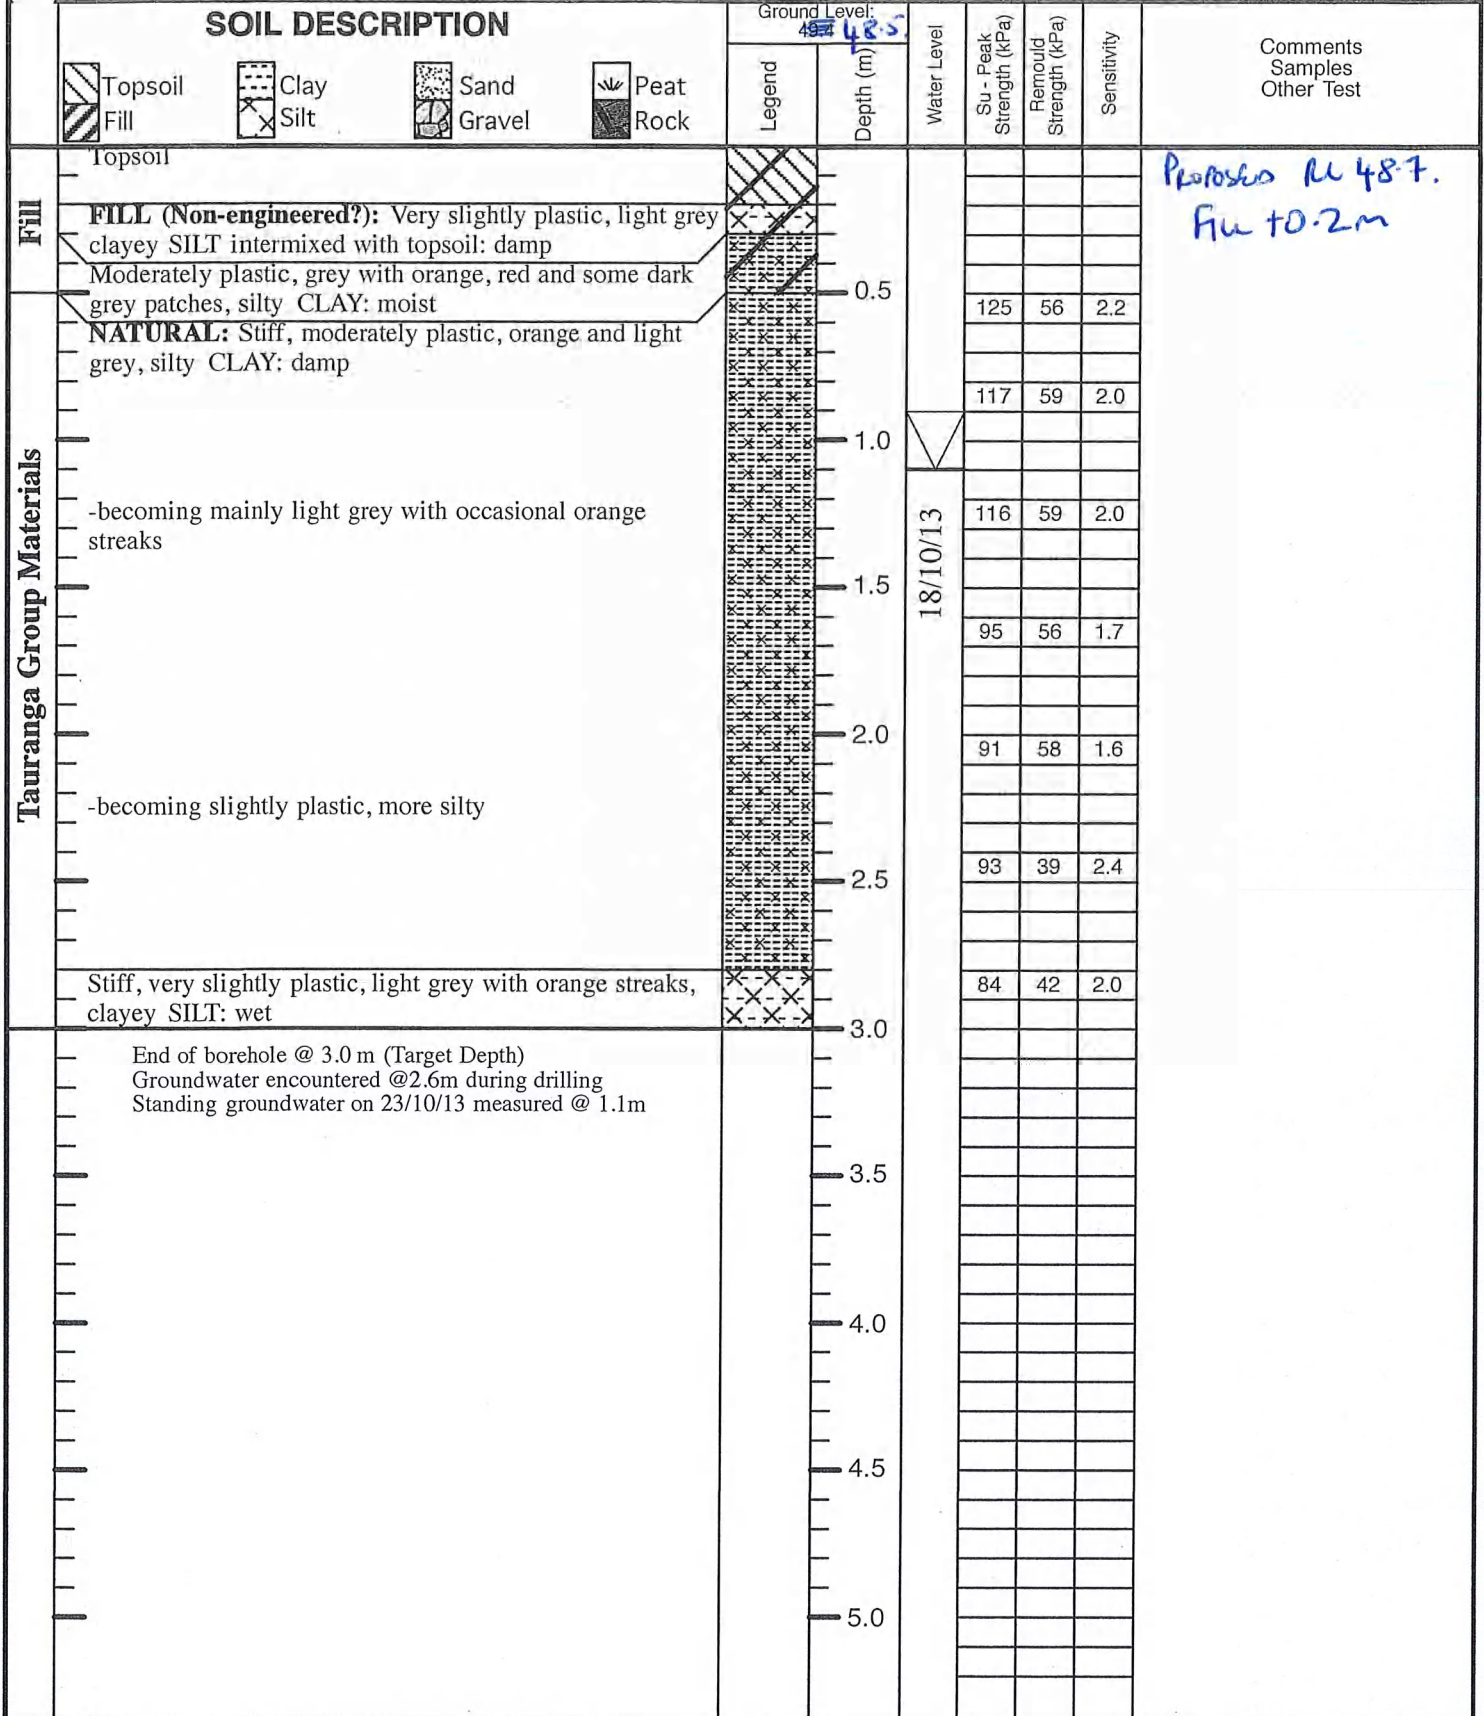 SOIL DESCRIPTION
Topsoil
Clay
Sand
Peat
Fill
Silt
Gravel
Rock
Ground Level:
49.4 48.5
Legend
Depth (m)
Water Level
Su - Peak
Strength (kPa)
Remould
Strength (kPa)
Sensitivity
Comments
Samples
Other Test
Fill
Topsoil
FILL (Non-engineered?): Very slightly plastic, light grey
clayey SILT intermixed with topsoil: damp
Moderately plastic, grey with orange, red and some dark
grey patches, silty CLAY: moist
NATURAL: Stiff, moderately plastic, orange and light
grey, silty CLAY: damp
Proposed RL 48.7.
Fill +0.2m
Tauranga Group Materials
-becoming mainly light grey with occasional orange
streaks
-becoming slightly plastic, more silty
Stiff, very slightly plastic, light grey with orange streaks,
clayey SILT: wet
End of borehole @ 3.0 m (Target Depth)
Groundwater encountered @2.6m during drilling
Standing groundwater on 23/10/13 measured @ 1.1m
0.5
1.0
1.5
2.0
2.5
3.0
3.5
4.0
4.5
5.0
18/10/13
125 56 2.2
117 59 2.0
116 59 2.0
95 56 1.7
91 58 1.6
93 39 2.4
84 42 2.0